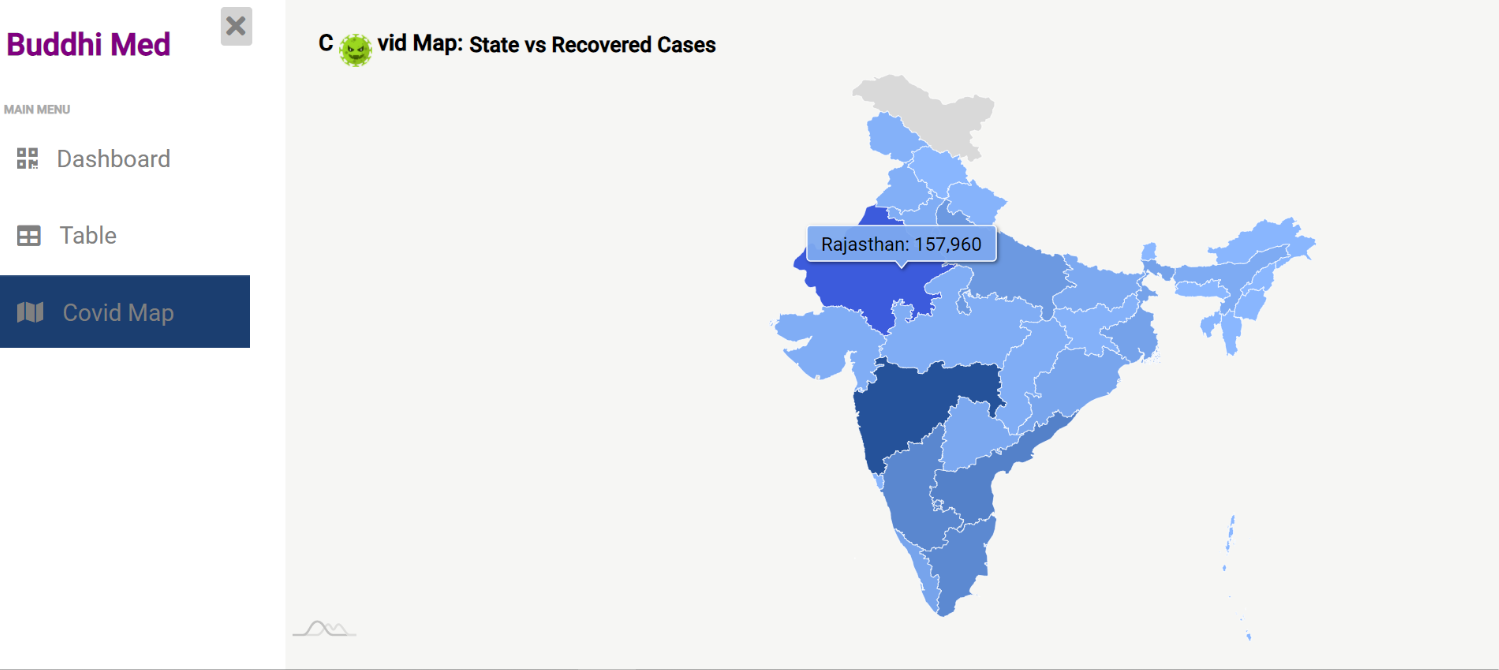 Buddhi Med
MAIN MENU
Dashboard
Table
Covid Map
C vid Map: State vs Recovered Cases
Rajasthan: 157,960